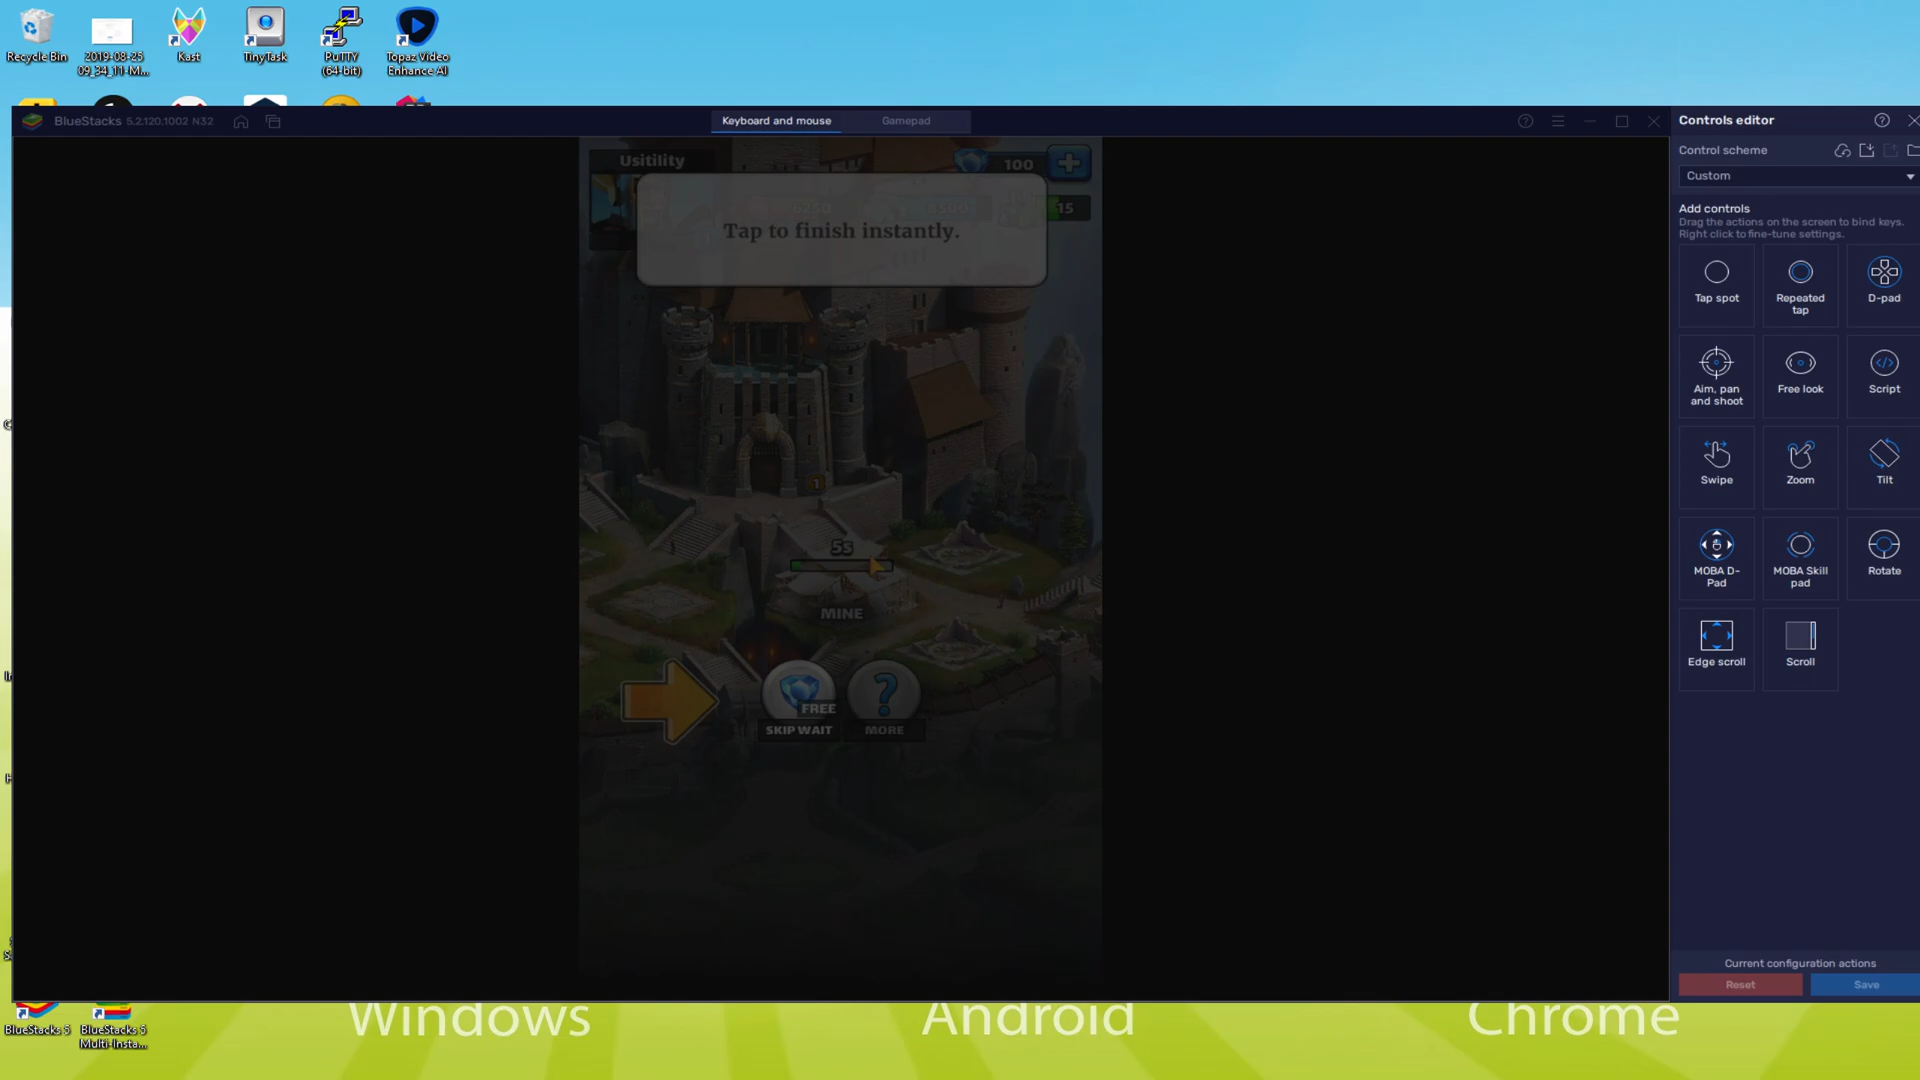 Recycle Bin
2019-08-25
09_34_11-M...
Kast
TinyTask
PuTTY
(64-bit)
Topaz Video
Enhance AI
BlueStacks 5.2.120.1002 N32
Keyboard and mouse
Gamepad
Controls editor
Control scheme
Custom
Add controls
Drag the actions on the screen to bind keys.
Right click to fine-tune settings.
Tap spot
Repeated
tap
D-pad
Aim, pan
and shoot
Free look
Script
Swipe
Zoom
Tilt
MOBA D-
Pad
MOBA Skill
pad
Rotate
Edge scroll
Scroll
Current configuration actions
Reset
Save
Usitility
100
6250
15
Tap to finish instantly.
1
5s
MINE
FREE
SKIP WAIT
?
MORE
BlueStacks 5
BlueStacks 5
Multi-Insta...
Windows
Android
Chrome